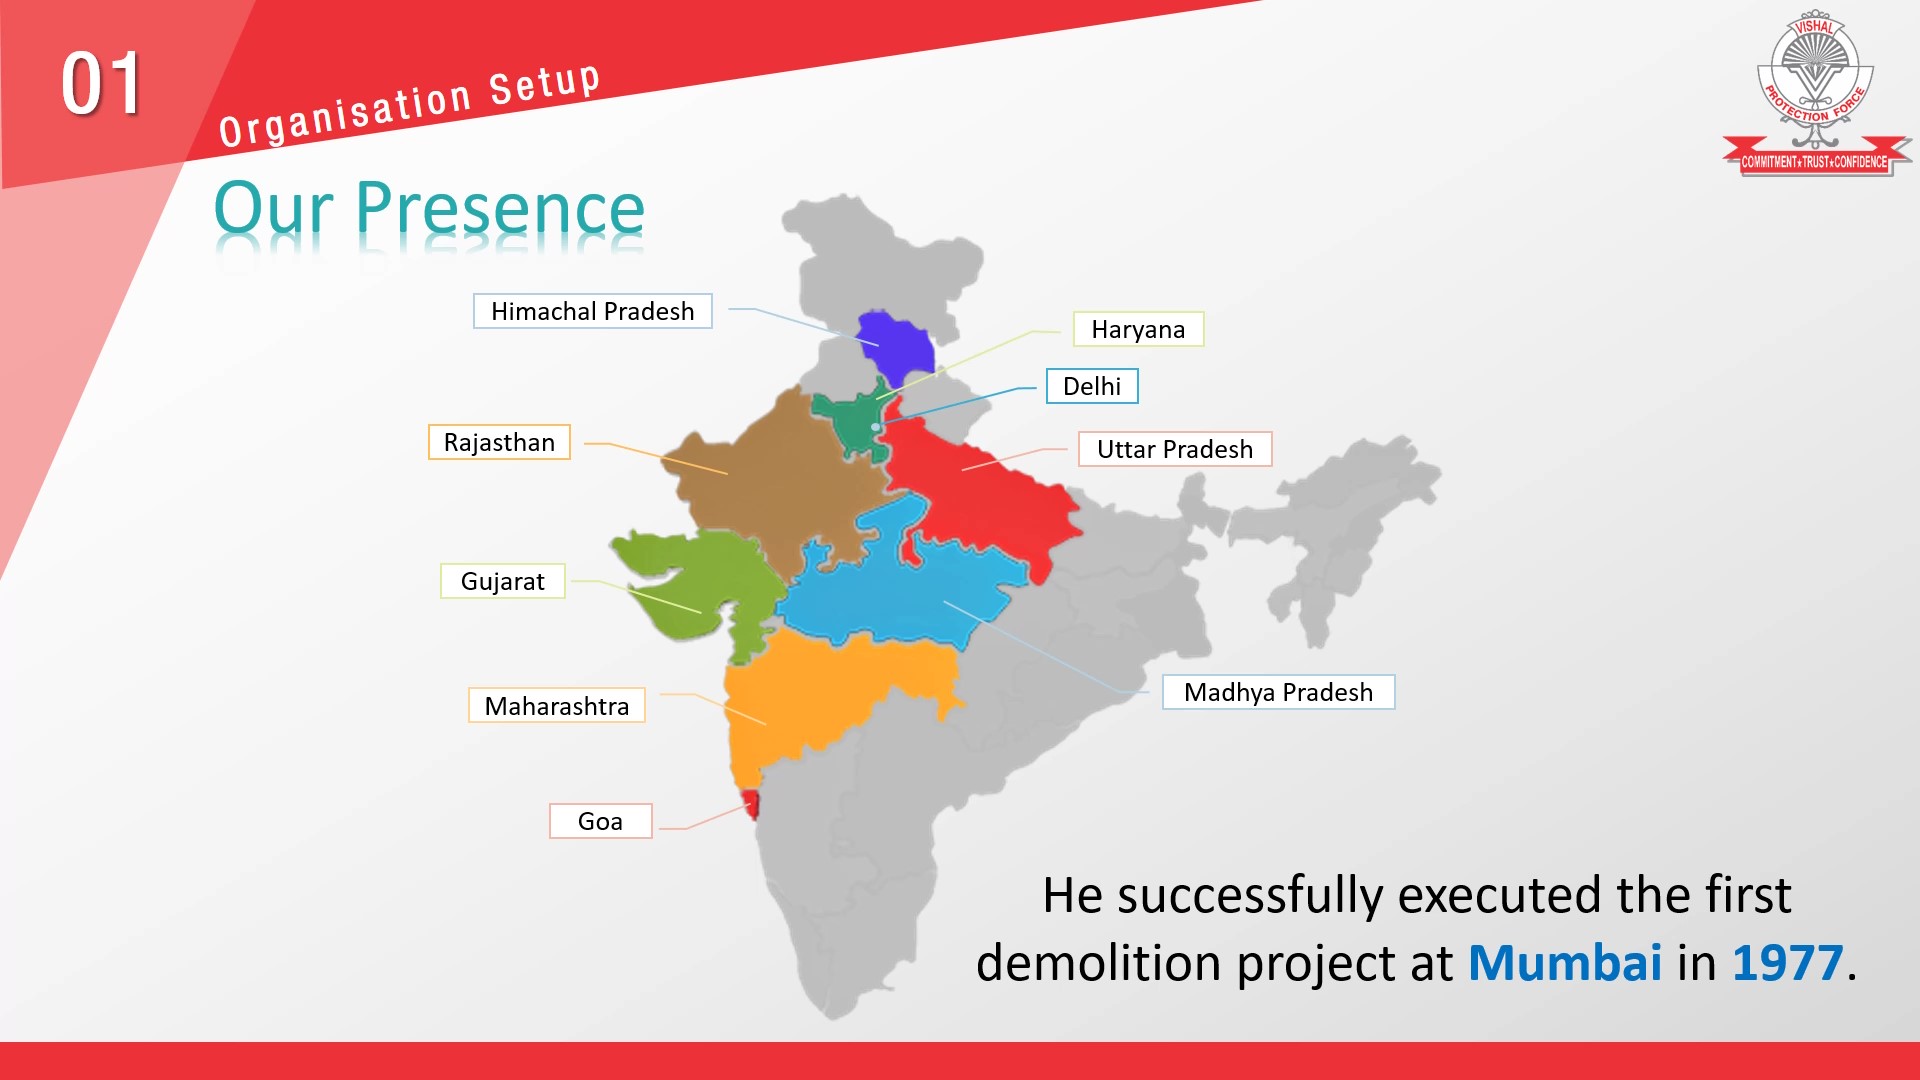 01
Organisation Setup
VISHAL
PROTECTION FORCE
COMMITMENT★TRUST★CONFIDENCE
Our Presence
Himachal Pradesh
Haryana
Delhi
Rajasthan
Uttar Pradesh
Gujarat
Madhya Pradesh
Maharashtra
Goa
He successfully executed the first
demolition project at Mumbai in 1977.